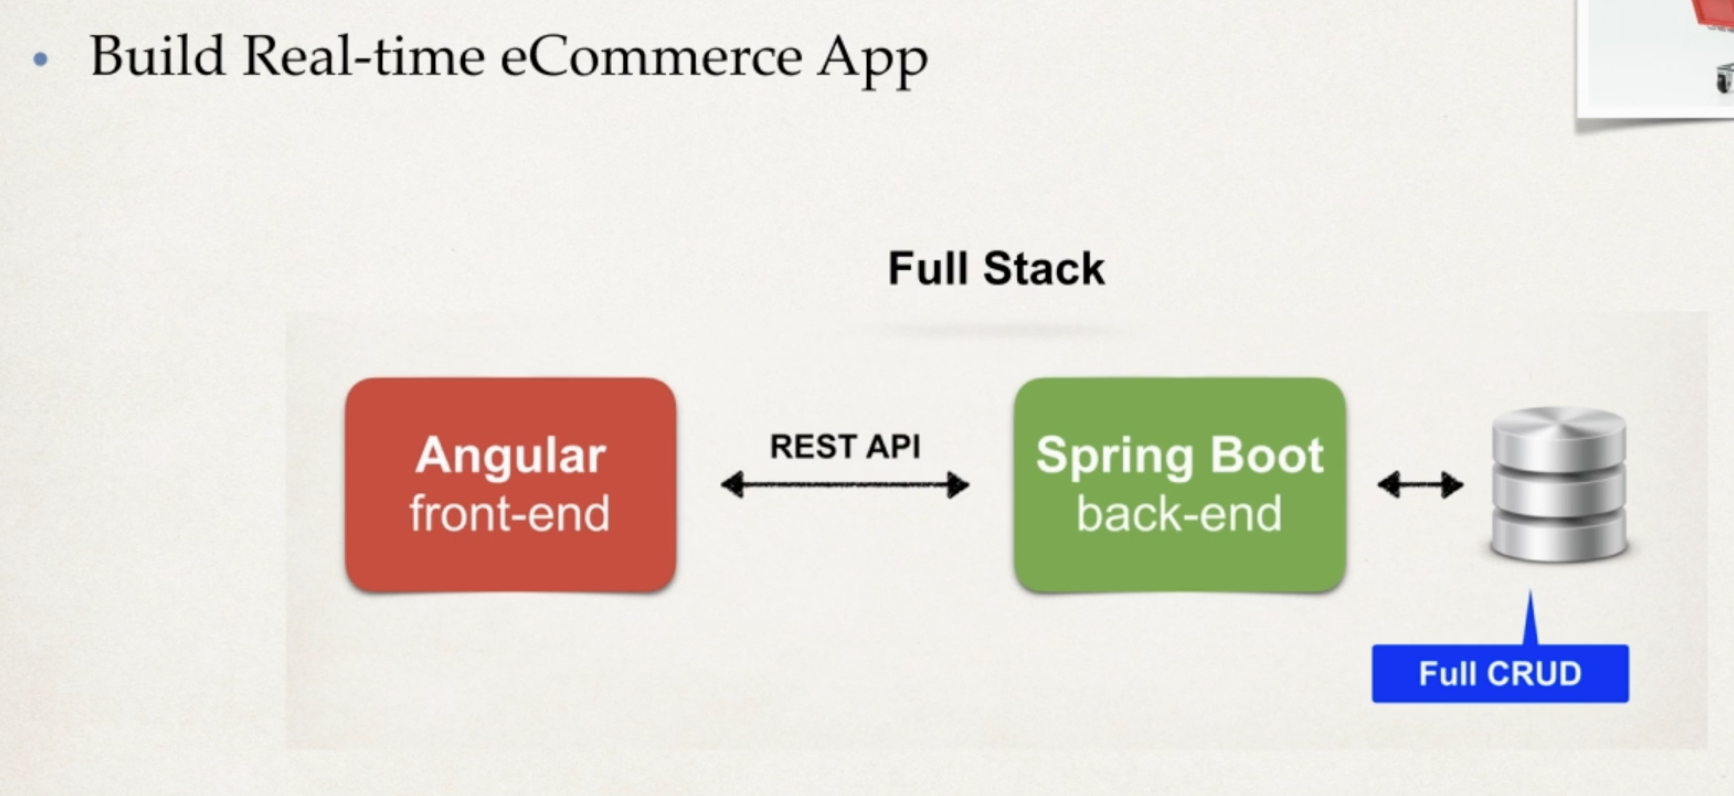 • Build Real-time eCommerce App
Full Stack
Angular
front-end
REST API
Spring Boot
back-end
Full CRUD